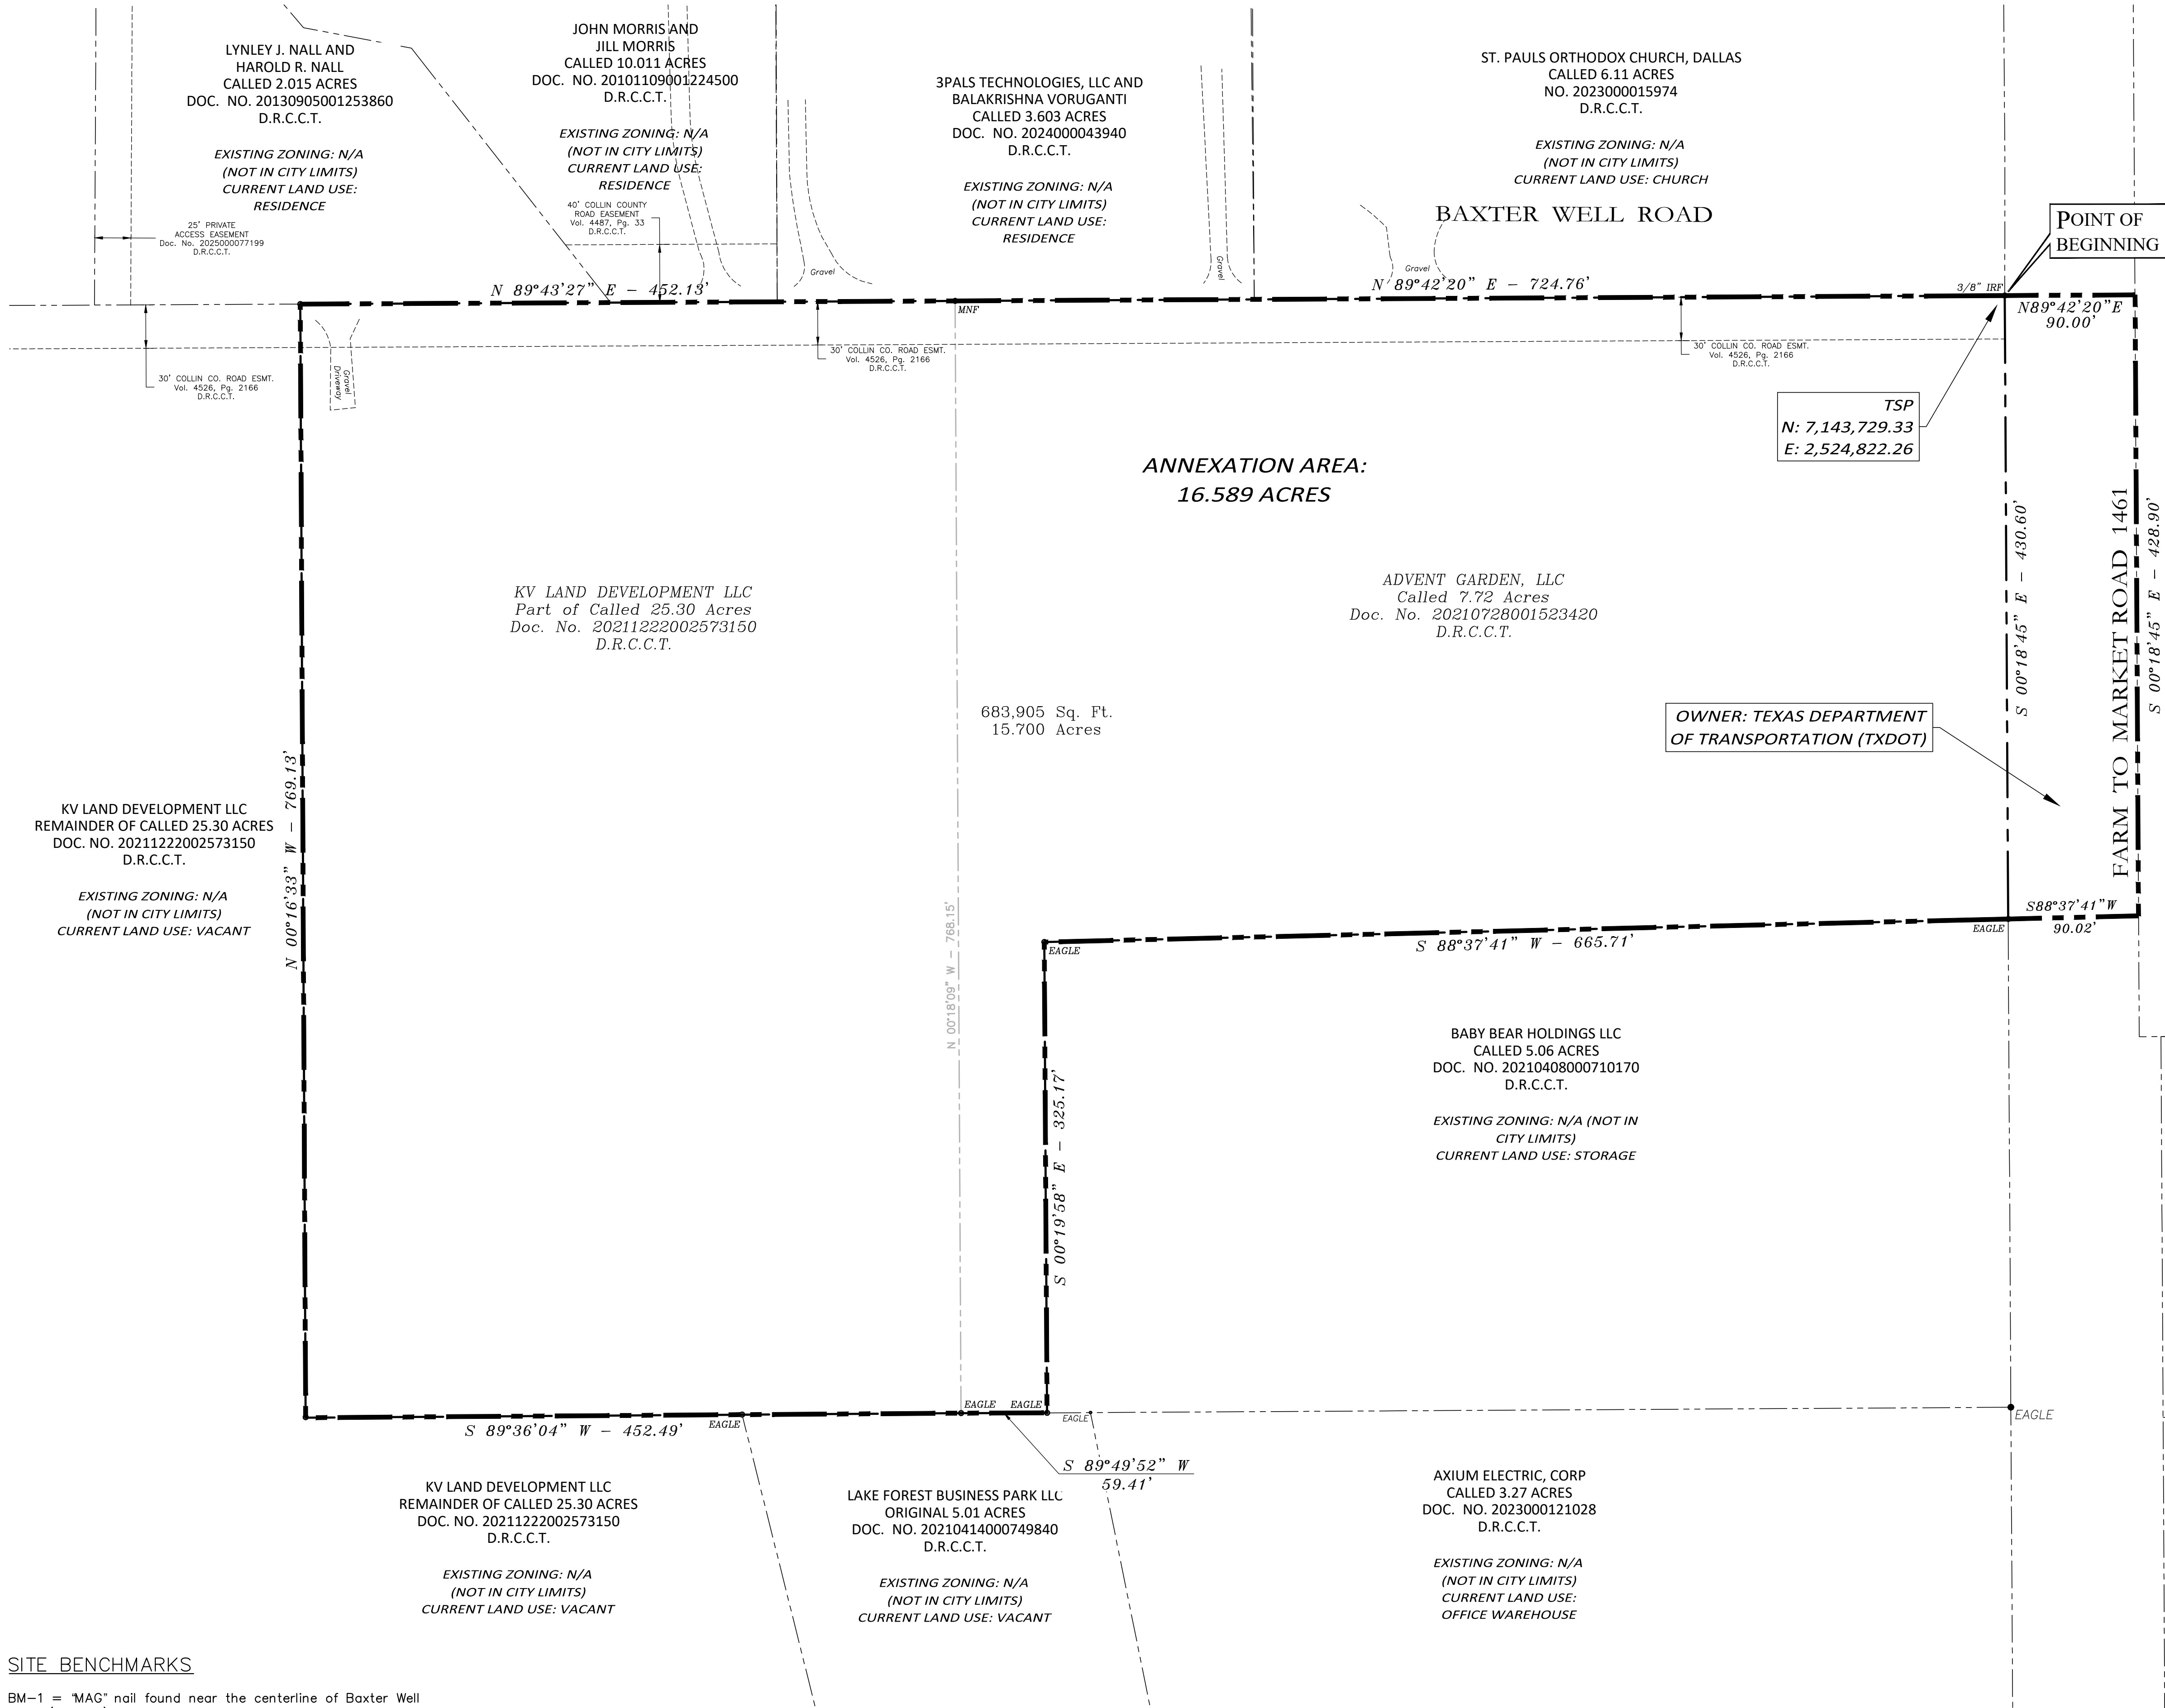 LYNLEY J. NALL AND
HAROLD R. NALL
CALLED 2.015 ACRES
DOC. NO. 20130905001253860
D.R.C.C.T.
EXISTING ZONING: N/A
(NOT IN CITY LIMITS)
CURRENT LAND USE:
RESIDENCE
25' PRIVATE
ACCESS EASEMENT
Doc. No. 2025000077199
D.R.C.C.T.
JOHN MORRIS AND
JILL MORRIS
CALLED 10.011 ACRES
DOC. NO. 20101109001224500
D.R.C.C.T.
EXISTING ZONING: N/A
(NOT IN CITY LIMITS)
CURRENT LAND USE:
RESIDENCE
40' COLLIN COUNTY
ROAD EASEMENT
Vol. 4487, Pg. 33
D.R.C.C.T.
3PALS TECHNOLOGIES, LLC AND
BALAKRISHNA VORUGANTI
CALLED 3.603 ACRES
DOC. NO. 2024000043940
D.R.C.C.T.
EXISTING ZONING: N/A
(NOT IN CITY LIMITS)
CURRENT LAND USE:
RESIDENCE
Gravel
Gravel
ST. PAULS ORTHODOX CHURCH, DALLAS
CALLED 6.11 ACRES
NO. 2023000015974
D.R.C.C.T.
EXISTING ZONING: N/A
(NOT IN CITY LIMITS)
CURRENT LAND USE: CHURCH
BAXTER WELL ROAD
Gravel
POINT OF
BEGINNING
N 89°43'27" E - 452.13'
MNF
N 89°42'20" E - 724.76'
3/8" IRF
N89°42'20"E
90.00'
30' COLLIN CO. ROAD ESMT.
Vol. 4526, Pg. 2166
D.R.C.C.T.
Gravel
Driveway
30' COLLIN CO. ROAD ESMT.
Vol. 4526, Pg. 2166
D.R.C.C.T.
30' COLLIN CO. ROAD ESMT.
Vol. 4526, Pg. 2166
D.R.C.C.T.
TSP
N: 7,143,729.33
E: 2,524,822.26
ANNEXATION AREA:
16.589 ACRES
KV LAND DEVELOPMENT LLC
Part of Called 25.30 Acres
Doc. No. 20211222002573150
D.R.C.C.T.
ADVENT GARDEN, LLC
Called 7.72 Acres
Doc. No. 20210728001523420
D.R.C.C.T.
S 00°18'45" E - 430.60'
FARM TO MARKET ROAD 1461
S 00°18'45" E - 428.90'
683,905 Sq. Ft.
15.700 Acres
OWNER: TEXAS DEPARTMENT
OF TRANSPORTATION (TXDOT)
KV LAND DEVELOPMENT LLC
REMAINDER OF CALLED 25.30 ACRES
DOC. NO. 20211222002573150
D.R.C.C.T.
EXISTING ZONING: N/A
(NOT IN CITY LIMITS)
CURRENT LAND USE: VACANT
N 00°16'33" W - 769.13'
N 00°18'09" W - 768.15'
EAGLE
S 88°37'41" W - 665.71'
EAGLE
S88°37'41"W
90.02'
S 00°19'58" E - 325.17'
BABY BEAR HOLDINGS LLC
CALLED 5.06 ACRES
DOC. NO. 20210408000710170
D.R.C.C.T.
EXISTING ZONING: N/A (NOT IN
CITY LIMITS)
CURRENT LAND USE: STORAGE
S 89°36'04" W - 452.49'
EAGLE
EAGLE
EAGLE
EAGLE
EAGLE
S 89°49'52" W
59.41'
KV LAND DEVELOPMENT LLC
REMAINDER OF CALLED 25.30 ACRES
DOC. NO. 20211222002573150
D.R.C.C.T.
EXISTING ZONING: N/A
(NOT IN CITY LIMITS)
CURRENT LAND USE: VACANT
LAKE FOREST BUSINESS PARK LLC
ORIGINAL 5.01 ACRES
DOC. NO. 20210414000749840
D.R.C.C.T.
EXISTING ZONING: N/A
(NOT IN CITY LIMITS)
CURRENT LAND USE: VACANT
AXIUM ELECTRIC, CORP
CALLED 3.27 ACRES
DOC. NO. 2023000121028
D.R.C.C.T.
EXISTING ZONING: N/A
(NOT IN CITY LIMITS)
CURRENT LAND USE:
OFFICE WAREHOUSE
SITE BENCHMARKS
BM-1 = "MAG" nail found near the centerline of Baxter Well